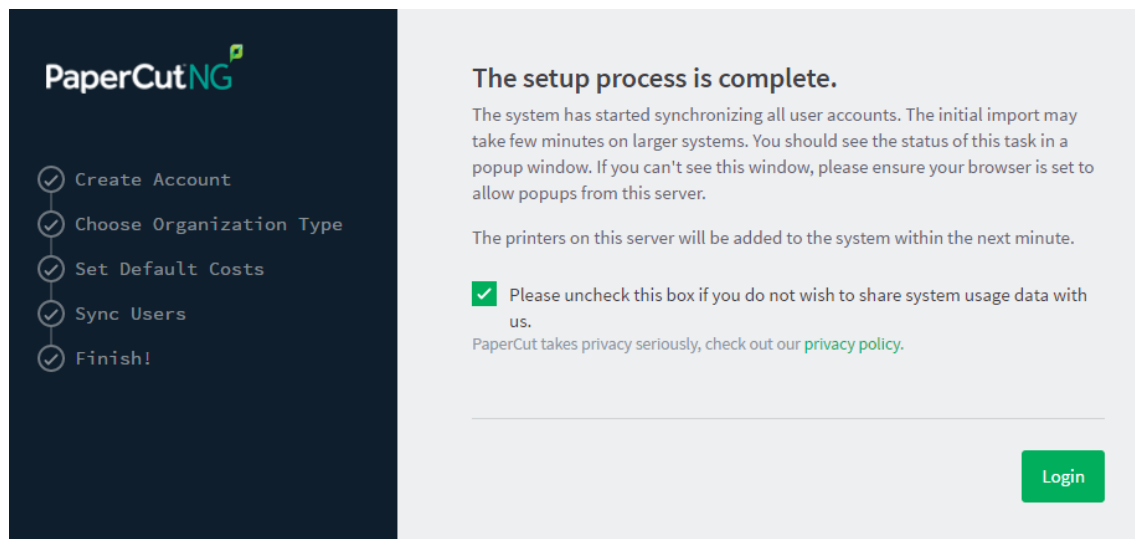 PaperCut NG
Create Account
Choose Organization Type
Set Default Costs
Sync Users
Finish!
The setup process is complete.
The system has started synchronizing all user accounts. The initial import may
take few minutes on larger systems. You should see the status of this task in a
popup window. If you can't see this window, please ensure your browser is set to
allow popups from this server.
The printers on this server will be added to the system within the next minute.
Please uncheck this box if you do not wish to share system usage data with
us.
PaperCut takes privacy seriously, check out our privacy policy.
Login